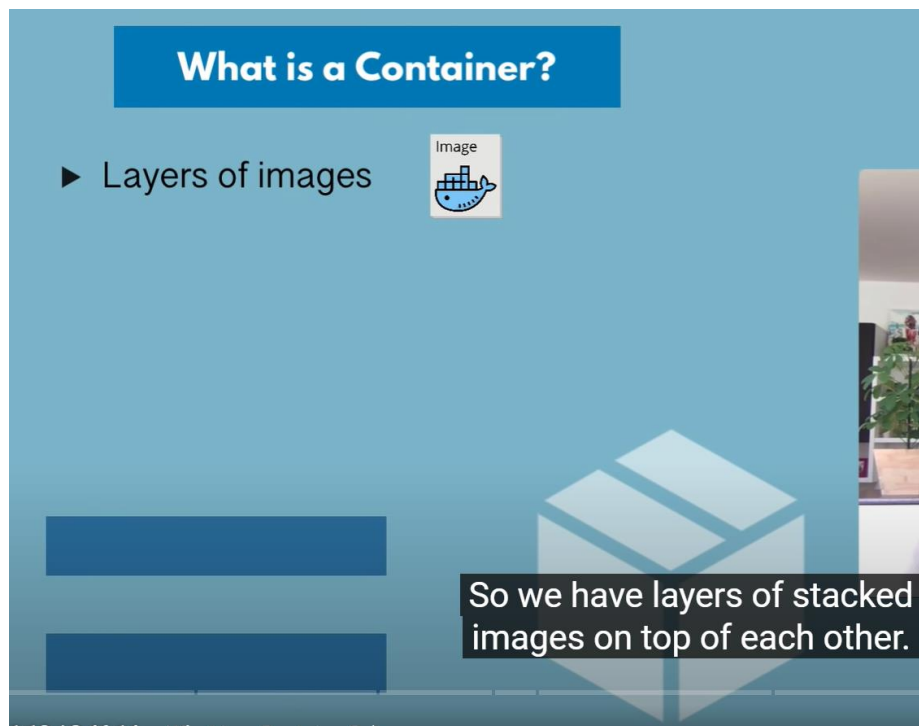 What is a Container?
Image
► Layers of images
So we have layers of stacked
images on top of each other.